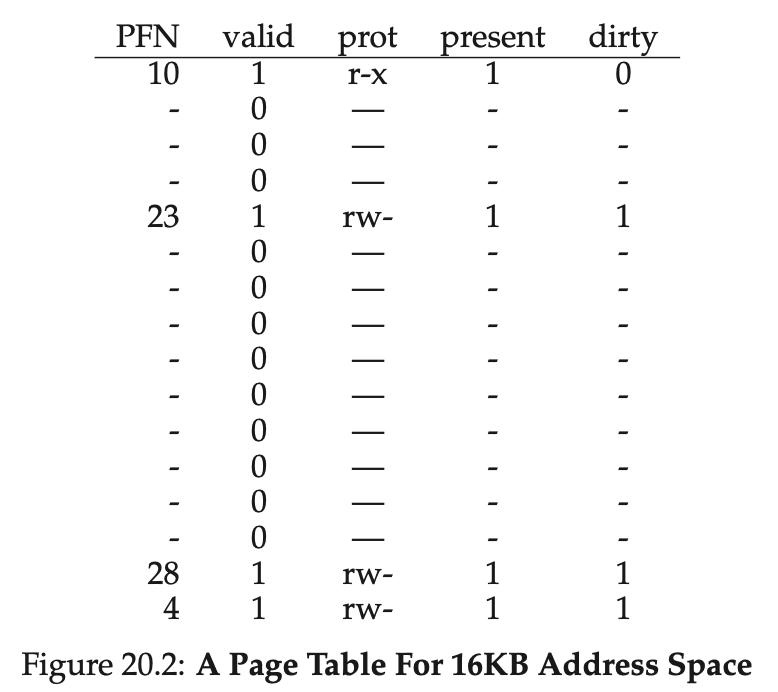 PFN valid prot present dirty
10 1 r-x 1 0
- 0 — - -
- 0 — - -
- 0 — - -
23 1 rw- 1 1
- 0 — - -
- 0 — - -
- 0 — - -
- 0 — - -
- 0 — - -
- 0 — - -
- 0 — - -
- 0 — - -
- 0 — - -
28 1 rw- 1 1
4 1 rw- 1 1
Figure 20.2: A Page Table For 16KB Address Space